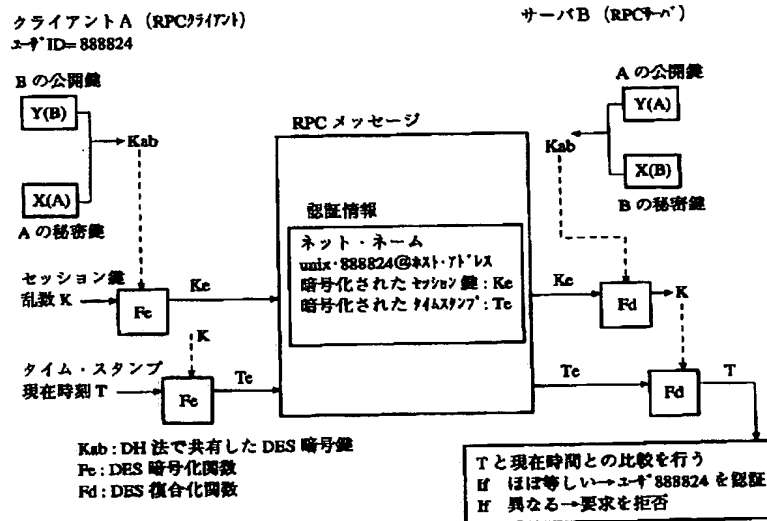 クライアントA (RPCクライアント)
ユーザID= 888824
サーバB (RPCサーバ)
Bの公開鍵
Y(B)
Kab
X(A)
Aの秘密鍵
Aの公開鍵
Y(A)
Kab
X(B)
Bの秘密鍵
RPCメッセージ
認証情報
ネット・ネーム
unix・888824@ホスト・アドレス
暗号化されたセッション鍵:Ke
暗号化されたタイムスタンプ:Te
セッション鍵
乱数 K
Fe
Ke
K
タイム・スタンプ
現在時刻 T
Fe
Te
Ke
Fd
K
Te
Fd
T
Kab : DH法で共有したDES暗号鍵
Fe : DES暗号化関数
Fd : DES復合化関数
Tと現在時間との比較を行う
If ほぼ等しい→ユーザ888824を認証
If 異なる→要求を拒否